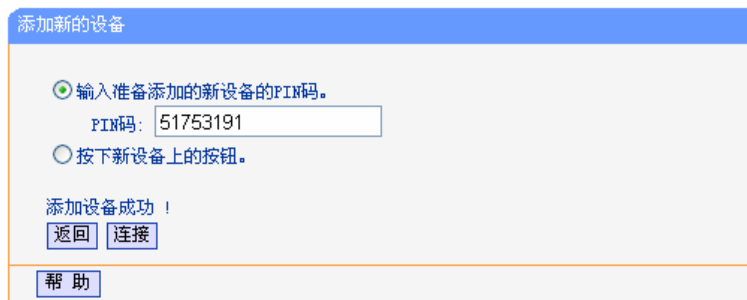 添加新的设备
输入准备添加的新设备的PIN码。
PIN码: 51753191
按下新设备上的按钮。
添加设备成功 !
返回 连接
帮 助